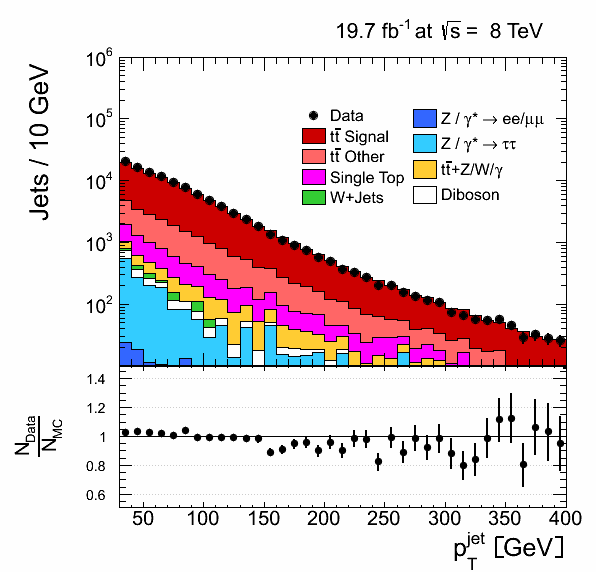 19.7 fb⁻¹ at √s = 8 TeV
Jets / 10 GeV
10⁶
10⁵
10⁴
10³
10²
Data
tt̄ Signal
tt̄ Other
Single Top
W+Jets
Z / γ* → ee/μμ
Z / γ* → ττ
tt̄+Z/W/γ
Diboson
N_Data
N_MC
1.4
1.2
1
0.8
0.6
50 100 150 200 250 300 350 400
p_T^jet [GeV]